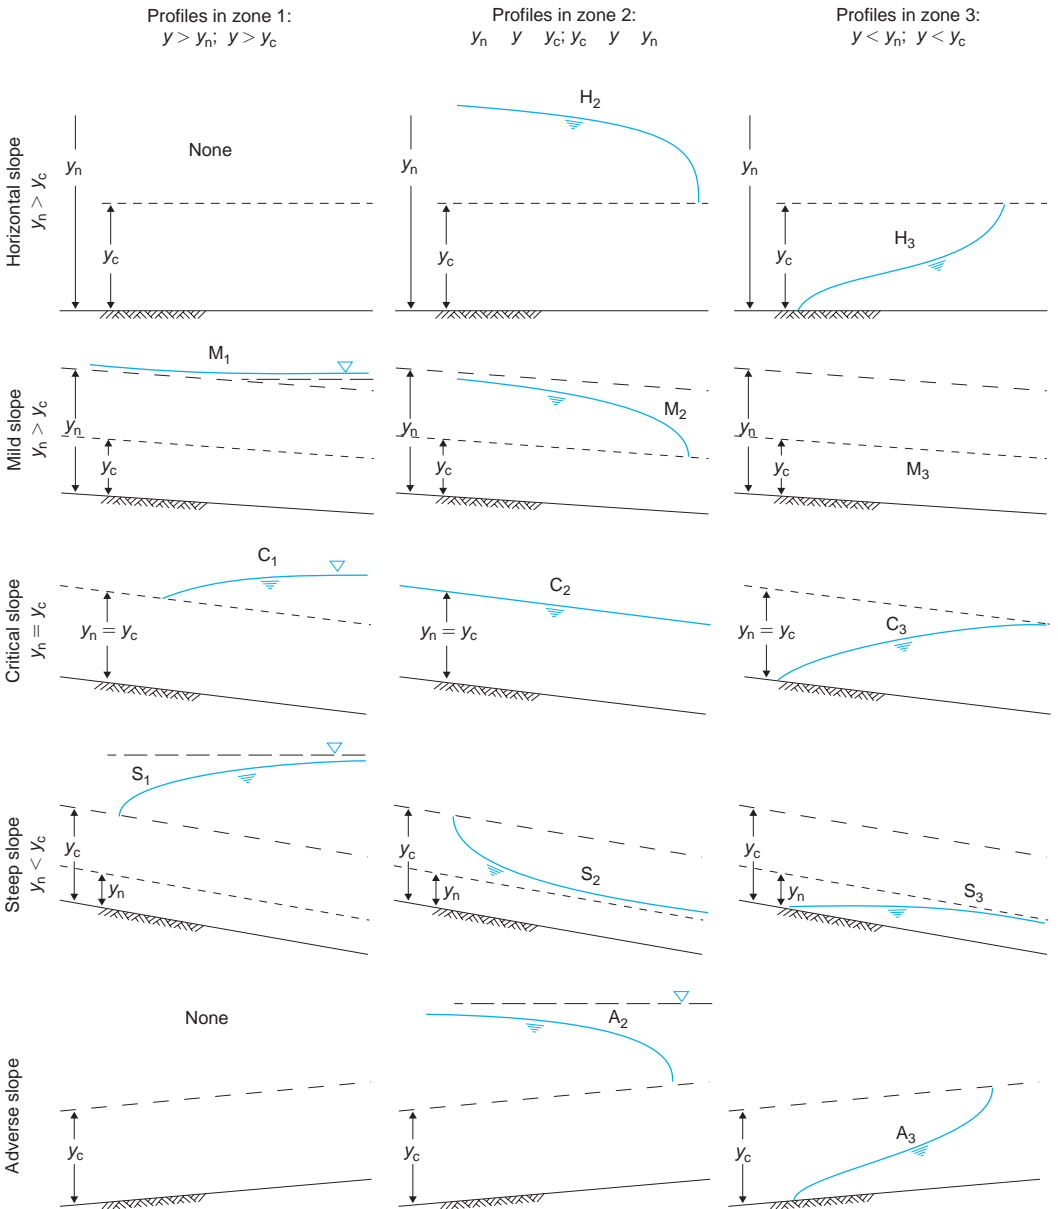 Profiles in zone 1:
y > yn; y > yc
Profiles in zone 2:
yn y yc; yc y yn
Profiles in zone 3:
y < yn; y < yc
Horizontal slope
yn > yc
yn
None
yc
yn
H2
yc
yn
H3
yc
Mild slope
yn > yc
M1
yn
yc
M2
yn
yc
yn
yc
M3
Critical slope
yn = yc
C1
yn = yc
C2
yn = yc
C3
yn = yc
Steep slope
yn < yc
S1
yc
yn
yc
S2
yn
yc
yn
S3
Adverse slope
None
yc
A2
yc
A3
yc